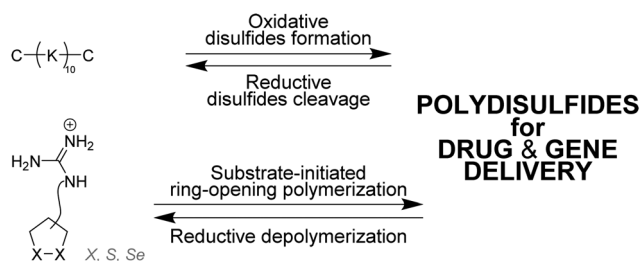 Oxidative
disulfides formation
C-(K)10-C
Reductive
disulfides cleavage
POLYDISULFIDES
for
DRUG & GENE
DELIVERY
⊕
NH2
H2N
NH
Substrate-initiated
ring-opening polymerization
Reductive depolymerization
X-X
X. S. Se